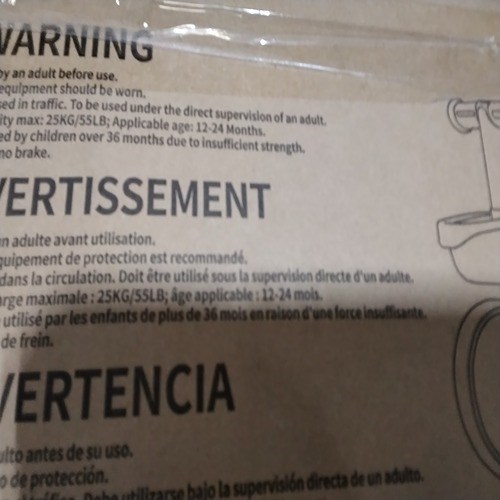 WARNING
by an adult before use.
equipment should be worn.
sed in traffic. To be used under the direct supervision of an adult.
ity max: 25KG/55LB; Applicable age: 12-24 Months.
ed by children over 36 months due to insufficient strength.
no brake.
VERTISSEMENT
un adulte avant utilisation.
quipement de protection est recommandé.
dans la circulation. Doit être utilisé sous la supervision directe d'un adulte.
arge maximale : 25KG/55LB; âge applicable : 12-24 mois.
utilisé par les enfants de plus de 36 mois en raison d'une force insuffisante.
de frein.
VERTENCIA
ulto antes de su uso.
o de protección.
Debe utilizarse bajo la supervisión directa de un adulto.